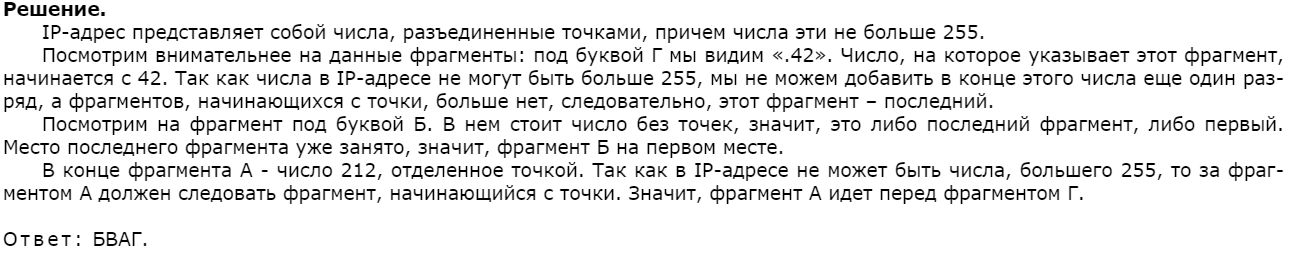 Решение.
IP-адрес представляет собой числа, разъединенные точками, причем числа эти не больше 255.
Посмотрим внимательнее на данные фрагменты: под буквой Г мы видим «.42». Число, на которое указывает этот фрагмент,
начинается с 42. Так как числа в IP-адресе не могут быть больше 255, мы не можем добавить в конце этого числа еще один раз-
ряд, а фрагментов, начинающихся с точки, больше нет, следовательно, этот фрагмент – последний.
Посмотрим на фрагмент под буквой Б. В нем стоит число без точек, значит, это либо последний фрагмент, либо первый.
Место последнего фрагмента уже занято, значит, фрагмент Б на первом месте.
В конце фрагмента А - число 212, отделенное точкой. Так как в IP-адресе не может быть числа, большего 255, то за фраг-
ментом А должен следовать фрагмент, начинающийся с точки. Значит, фрагмент А идет перед фрагментом Г.
Ответ: БВАГ.